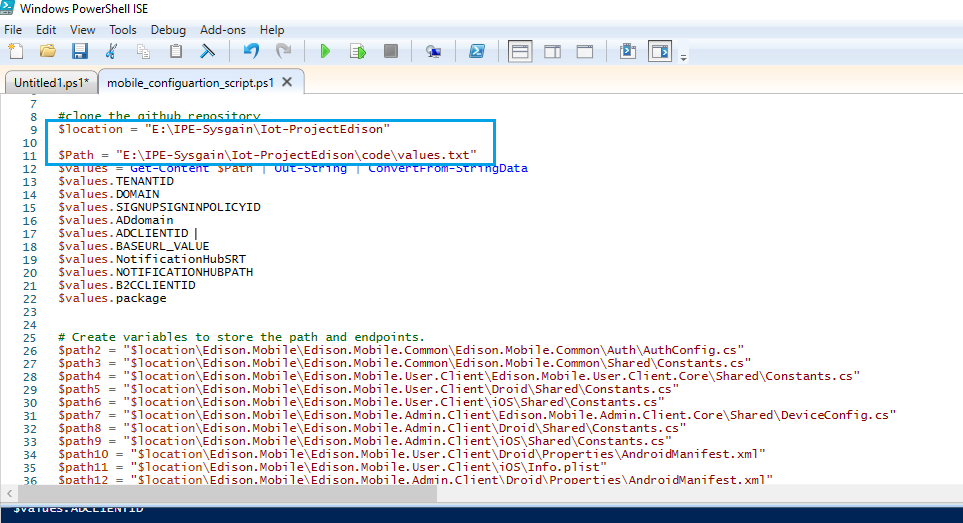 Windows PowerShell ISE
File Edit View Tools Debug Add-ons Help
Untitled1.ps1* mobile_configuartion_script.ps1
7
8 #clone the github repository
9 $location = "E:\IPE-Sysgain\Iot-ProjectEdison"
10
11 $Path = "E:\IPE-Sysgain\Iot-ProjectEdison\code\values.txt"
12 $values = Get-Content $Path | Out-String | ConvertFrom-StringData
13 $values.TENANTID
14 $values.DOMAIN
15 $values.SIGNUPSIGNINPOLICYID
16 $values.ADdomain
17 $values.ADCLIENTID
18 $values.BASEURL_VALUE
19 $values.NotificationHubSRT
20 $values.NOTIFICATIONHUBPATH
21 $values.B2CCLIENTID
22 $values.package
23
24
25 # Create variables to store the path and endpoints.
26 $path2 = "$location\Edison.Mobile\Edison.Mobile.Common\Edison.Mobile.Common\Auth\AuthConfig.cs"
27 $path3 = "$location\Edison.Mobile\Edison.Mobile.Common\Edison.Mobile.Common\Shared\Constants.cs"
28 $path4 = "$location\Edison.Mobile\Edison.Mobile.User.Client\Edison.Mobile.User.Client.Core\Shared\Constants.cs"
29 $path5 = "$location\Edison.Mobile\Edison.Mobile.User.Client\Droid\Shared\Constants.cs"
30 $path6 = "$location\Edison.Mobile\Edison.Mobile.User.Client\iOS\Shared\Constants.cs"
31 $path7 = "$location\Edison.Mobile\Edison.Mobile.Admin.Client\Edison.Mobile.Admin.Client.Core\Shared\DeviceConfig.cs"
32 $path8 = "$location\Edison.Mobile\Edison.Mobile.Admin.Client\Droid\Shared\Constants.cs"
33 $path9 = "$location\Edison.Mobile\Edison.Mobile.Admin.Client\iOS\Shared\Constants.cs"
34 $path10 = "$location\Edison.Mobile\Edison.Mobile.User.Client\Droid\Properties\AndroidManifest.xml"
35 $path11 = "$location\Edison.Mobile\Edison.Mobile.User.Client\iOS\Info.plist"
36 $path12 = "$location\Edison.Mobile\Edison.Mobile.Admin.Client\Droid\Properties\AndroidManifest.xml"
$values.ADCLIENTID